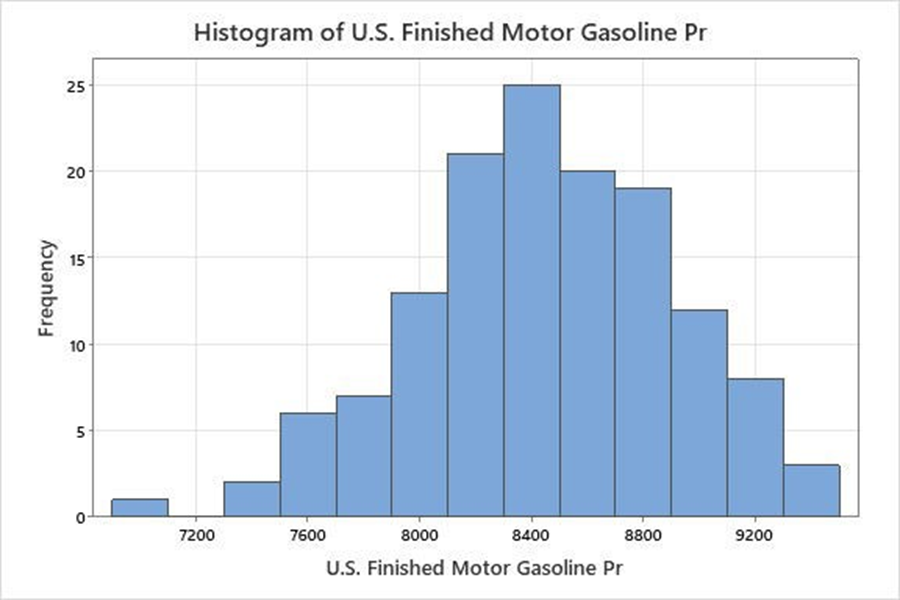 Histogram of U.S. Finished Motor Gasoline Pr
25
20
15
10
5
0
Frequency
7200 7600 8000 8400 8800 9200
U.S. Finished Motor Gasoline Pr